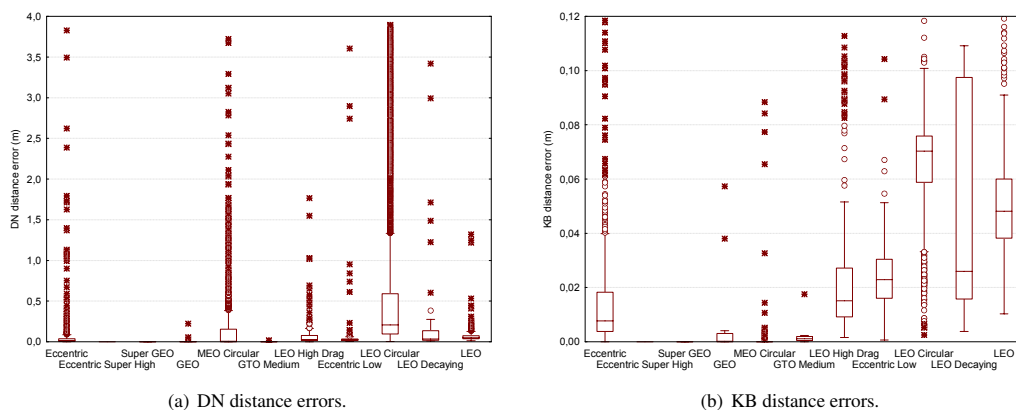 4,0
3,5
3,0
2,5
2,0
1,5
1,0
0,5
0,0
DN distance error (m)
Eccentric Super GEO MEO Circular LEO High Drag LEO Circular LEO
Eccentric Super High GEO GTO Medium Eccentric Low LEO Decaying
(a) DN distance errors.
0,12
0,10
0,08
0,06
0,04
0,02
0,00
KB distance error (m)
Eccentric Super GEO MEO Circular LEO High Drag LEO Circular LEO
Eccentric Super High GEO GTO Medium Eccentric Low LEO Decaying
(b) KB distance errors.